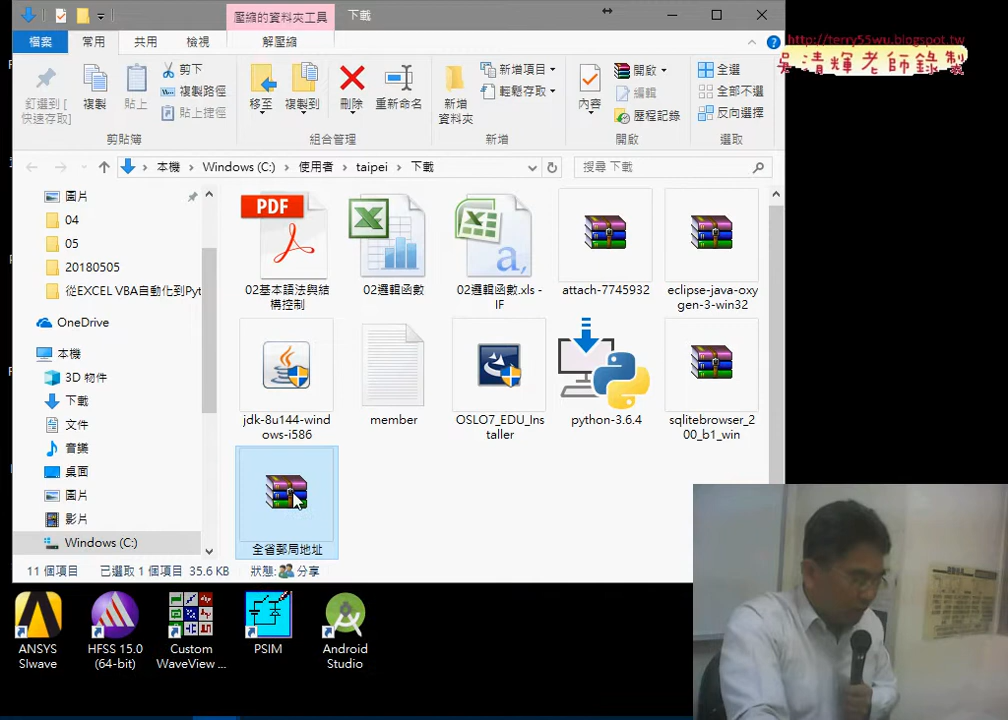 壓縮的資料夾工具
下載
http://terry55wu.blogspot.tw
吳清輝老師錄製
檔案
常用
共用
檢視
解壓縮
釘選到 [
快速存取]
複製
貼上
剪下
複製路徑
貼上捷徑
移至
複製到
刪除
重新命名
新增
資料夾
新增項目
輕鬆存取
內容
開啟
編輯
歷程記錄
全選
全部不選
反向選擇
剪貼簿
組合管理
新增
開啟
選取
本機
Windows (C:)
使用者
taipei
下載
搜尋 下載
圖片
04
05
20180505
從EXCEL VBA自動化到Pyt
OneDrive
本機
3D 物件
下載
文件
音樂
桌面
圖片
影片
Windows (C:)
PDF
02基本語法與結
構控制
02邏輯函數
02邏輯函數.xls -
IF
attach-7745932
eclipse-java-oxy
gen-3-win32
jdk-8u144-wind
ows-i586
member
OSLO7_EDU_Ins
taller
python-3.6.4
sqlitebrowser_2
00_b1_win
全省郵局地址
11 個項目
已選取 1 個項目 35.6 KB
狀態:
分享
ANSYS
SIwave
HFSS 15.0
(64-bit)
Custom
WaveView ...
PSIM
Android
Studio